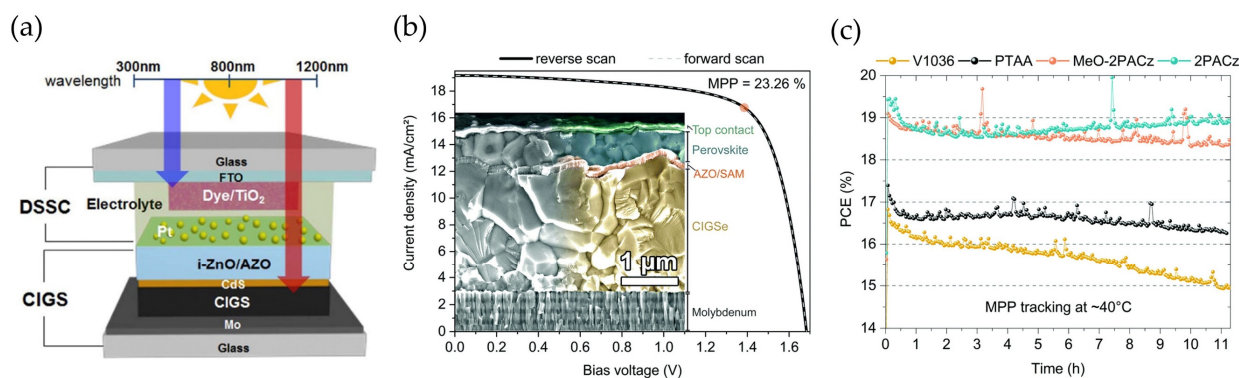 (a)
300nm 800nm 1200nm
wavelength
Glass
FTO
DSSC
Electrolyte
Dye/TiO2
Pt
i-ZnO/AZO
CIGS
CdS
CIGS
Mo
Glass
(b)
reverse scan forward scan
MPP = 23.26 %
Current density (mA/cm²)
18
16
14
12
10
8
6
4
2
0
Top contact
Perovskite
AZO/SAM
CIGSe
1 µm
Molybdenum
0.0 0.2 0.4 0.6 0.8 1.0 1.2 1.4 1.6
Bias voltage (V)
(c)
V1036 PTAA MeO-2PACz 2PACz
PCE (%)
20
19
18
17
16
15
14
MPP tracking at ~40°C
0 1 2 3 4 5 6 7 8 9 10 11
Time (h)